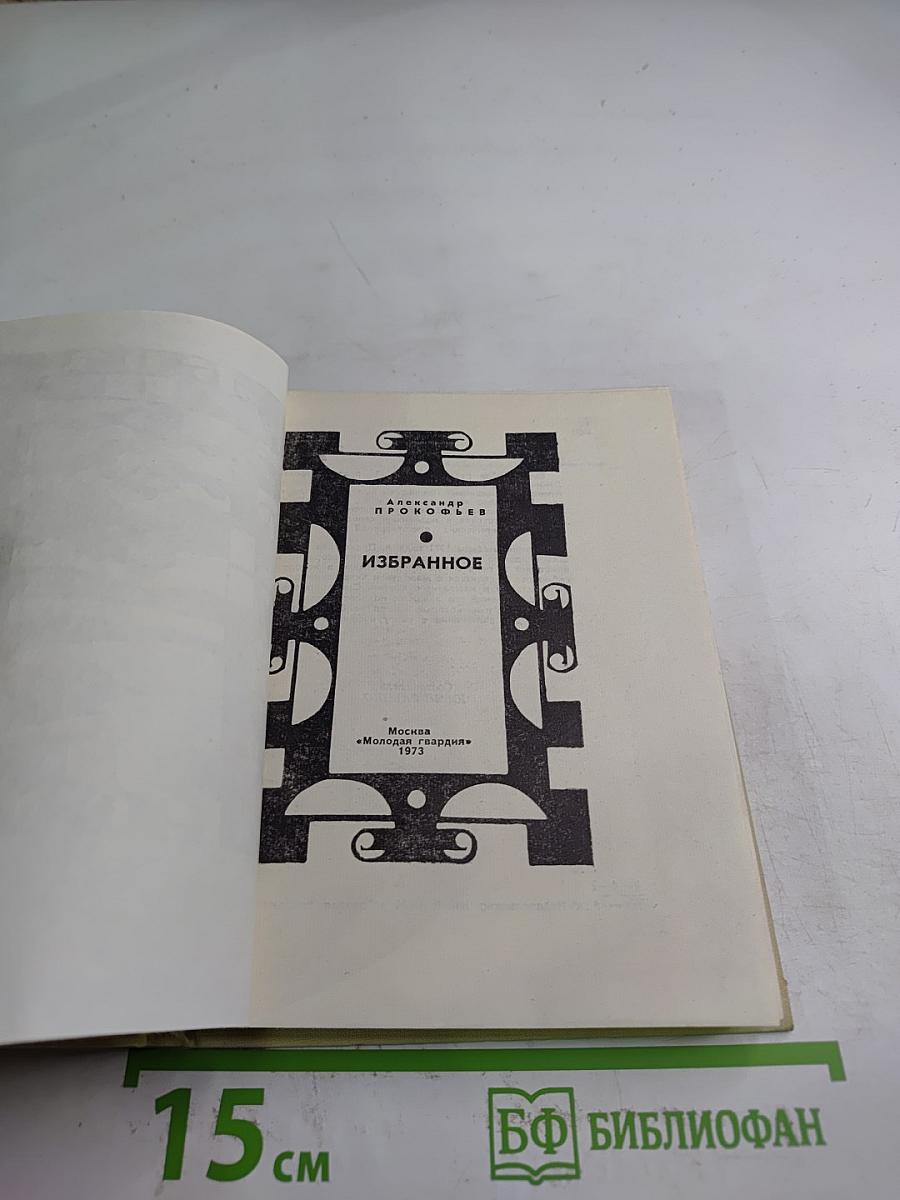 Александр
ПРОКОФЬЕВ
ИЗБРАННОЕ
Москва
«Молодая гвардия»
1973
15 см
БФ БИБЛИОФАН